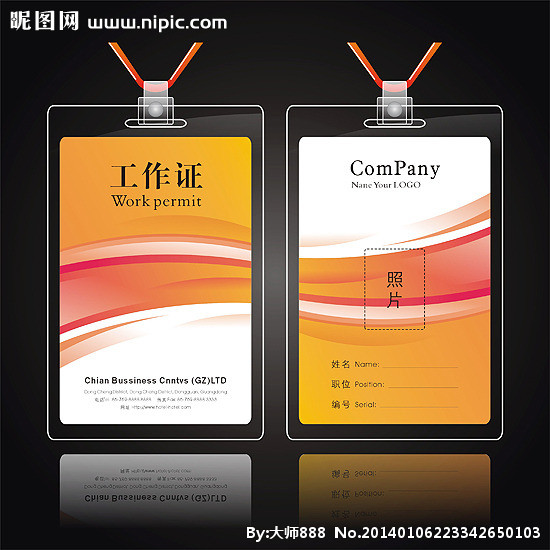 昵图网 www.nipic.com
工作证
Work permit
Chian Bussiness Cnntvs (GZ)LTD
ComPany
Nane Your LOGO
照片
姓名 Name:
职位 Position:
编号 Serial:
By:大师888 No.20140106223342650103